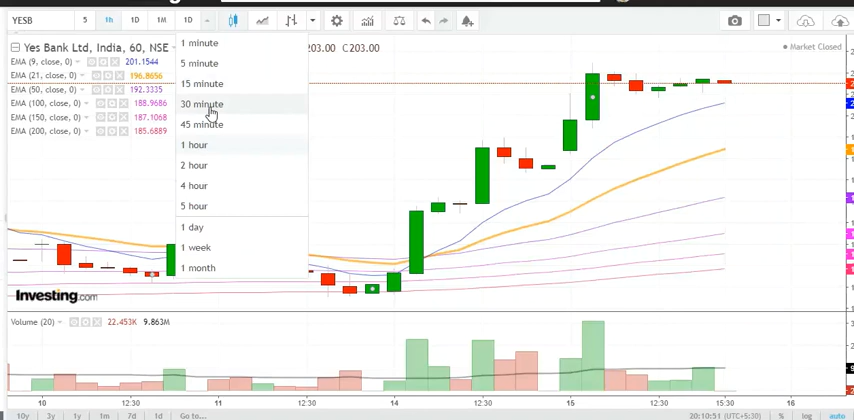 YESB 5 1h 1D 1M 1D
Yes Bank Ltd, India, 60, NSE 203.00 C203.00
Market Closed
EMA (9, close, 0) 201.1544
EMA (21, close, 0) 196.8656
EMA (50, close, 0) 192.3335
EMA (100, close, 0) 188.9686
EMA (150, close, 0) 187.1068
EMA (200, close, 0) 185.6889
1 minute
5 minute
15 minute
30 minute
45 minute
1 hour
2 hour
4 hour
5 hour
1 day
1 week
1 month
Investing.com
Volume (20) 22.453K 9.863M
10 12:30 11 14 12:30 15 12:30 15:30 16
10y 3y 1y 1m 7d 1d Go to... 20:10:51 (UTC+5:30) % log auto